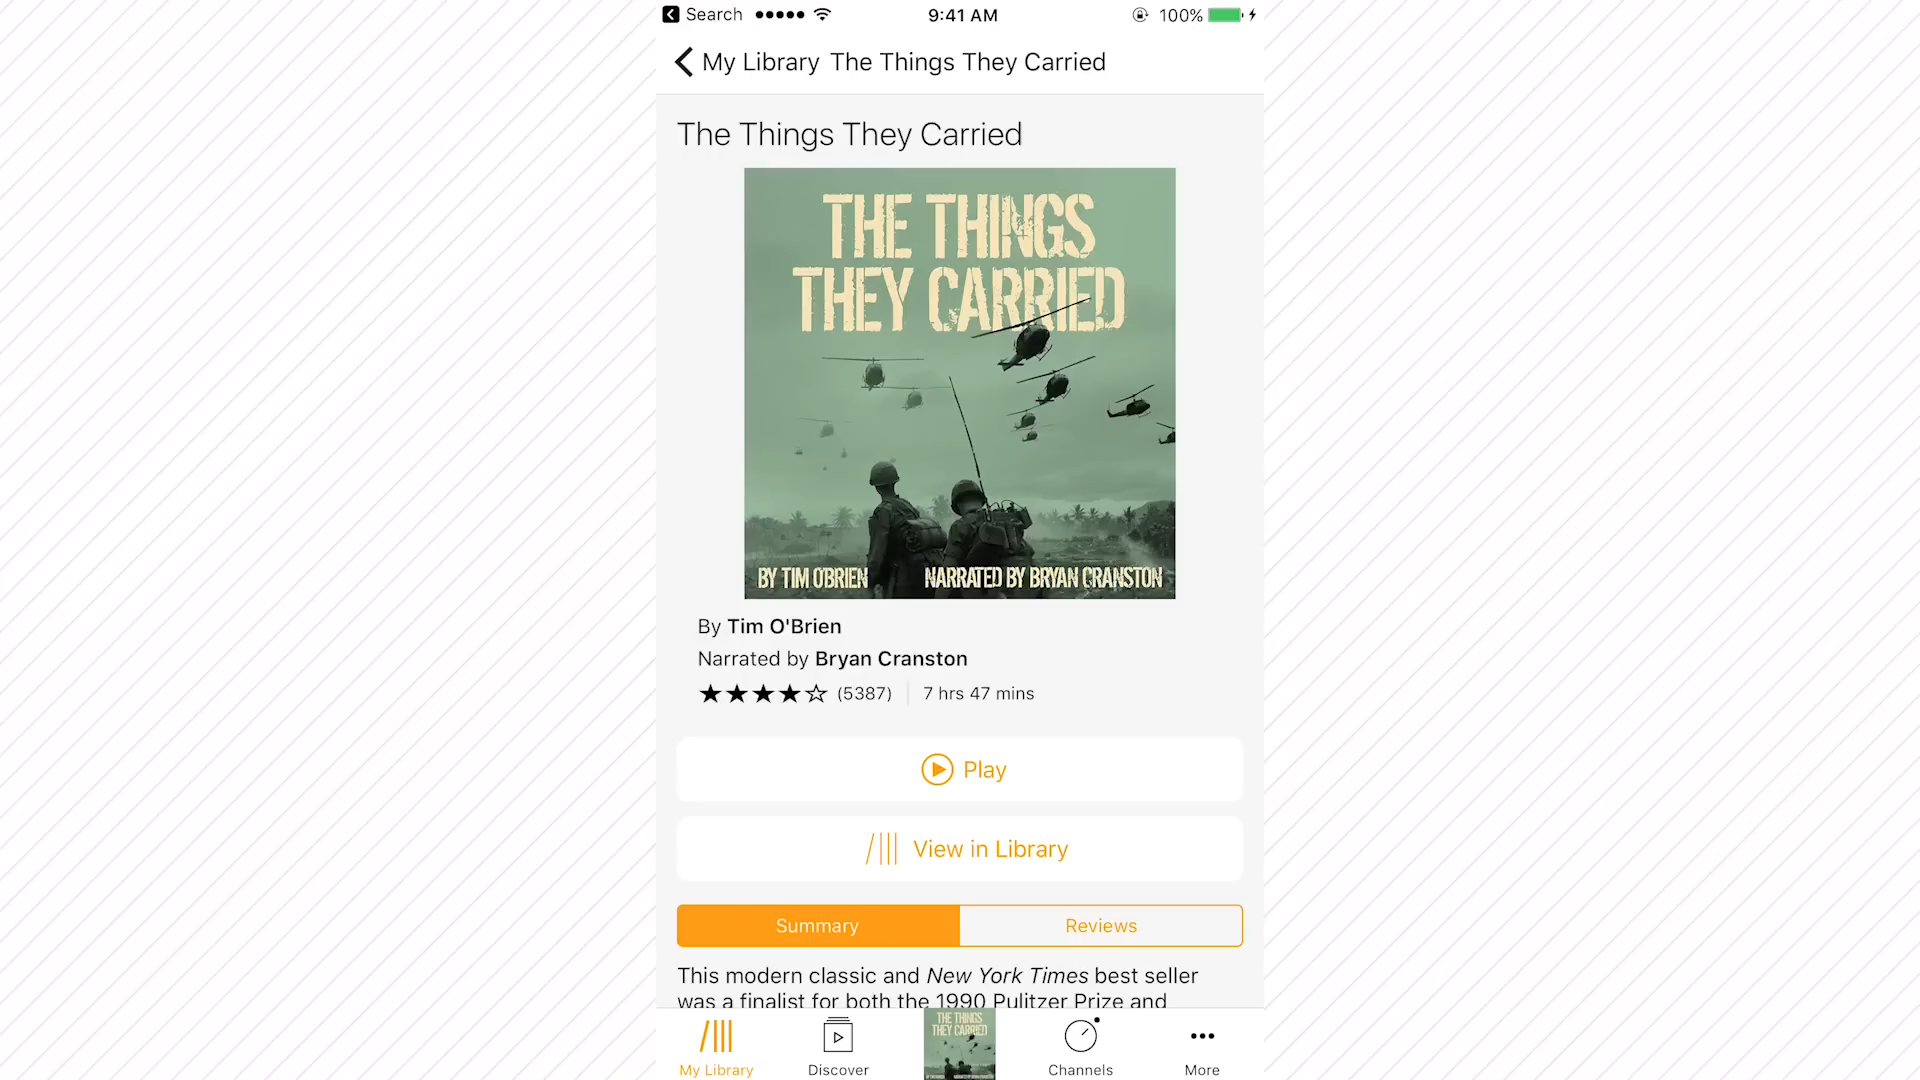 Search
9:41 AM
100%
My Library The Things They Carried
The Things They Carried
THE THINGS
THEY CARRIED
BY TIM O'BRIEN NARRATED BY BRYAN CRANSTON
By Tim O'Brien
Narrated by Bryan Cranston
(5387) 7 hrs 47 mins
Play
View in Library
Summary Reviews
This modern classic and New York Times best seller
was a finalist for both the 1990 Pulitzer Prize and
THE THINGS
THEY CARRIED
My Library Discover Channels More